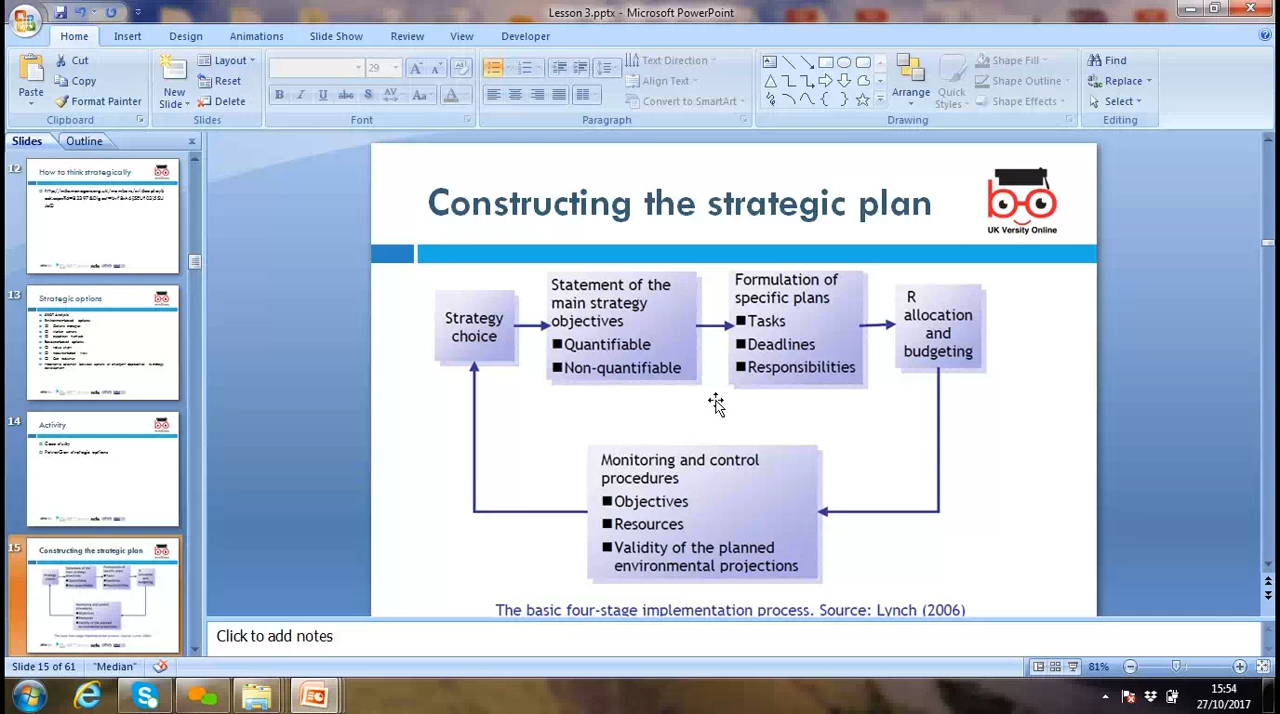 Lesson 3.pptx - Microsoft PowerPoint
Home Insert Design Animations Slide Show Review View Developer
Paste
Cut
Copy
Format Painter
Clipboard
New
Slide
Layout
Reset
Delete
Slides
29
Font
Text Direction
Align Text
Convert to SmartArt
Paragraph
Arrange
Quick
Styles
Shape Fill
Shape Outline
Shape Effects
Drawing
Find
Replace
Select
Editing
Slides Outline
12
How to think strategically
13
Strategic options
14
Activity
Case study
15
Constructing the strategic plan
Constructing the strategic plan
UK Versity Online
Strategy
choice
Statement of the
main strategy
objectives
Quantifiable
Non-quantifiable
Formulation of
specific plans
Tasks
Deadlines
Responsibilities
R
allocation
and
budgeting
Monitoring and control
procedures
Objectives
Resources
Validity of the planned
environmental projections
The basic four-stage implementation process. Source: Lynch (2006)
Click to add notes
Slide 15 of 61 "Median" 81%
15:54
27/10/2017